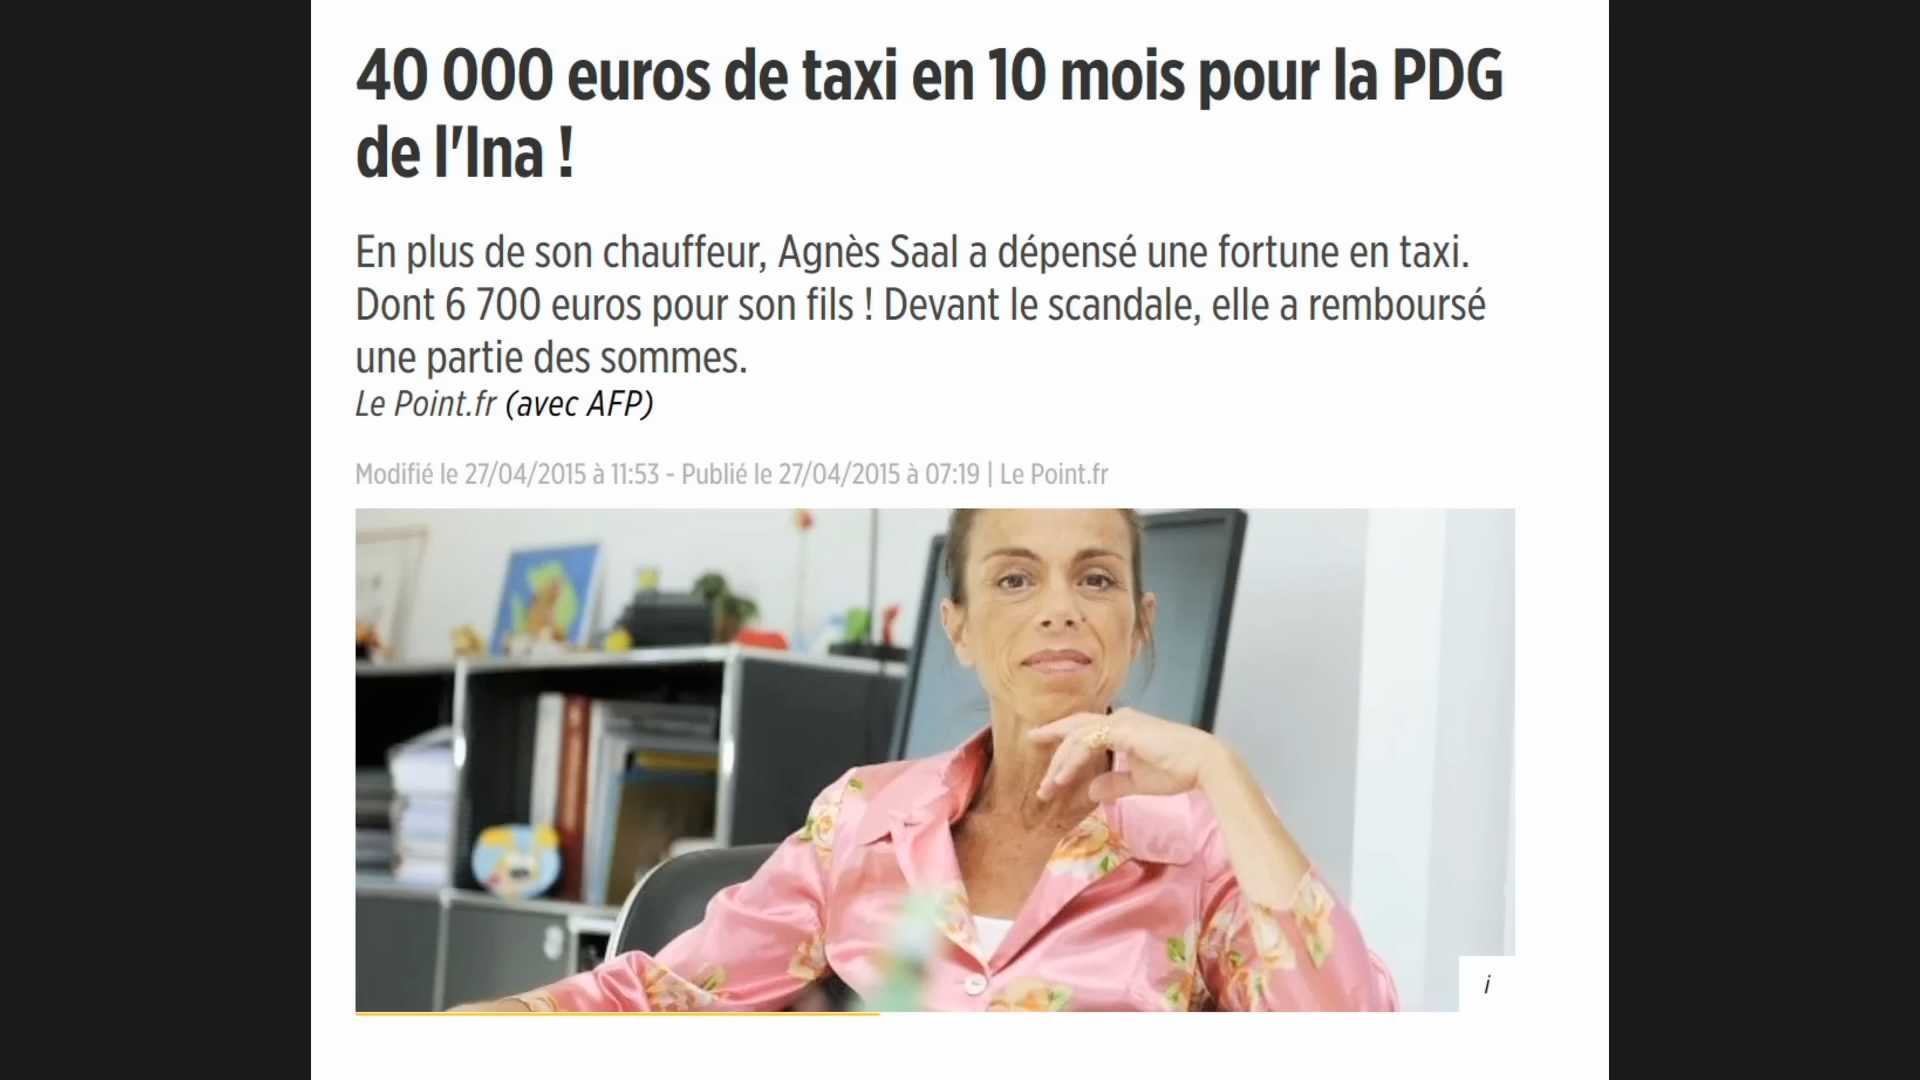 40 000 euros de taxi en 10 mois pour la PDG
de l'Ina !
En plus de son chauffeur, Agnès Saal a dépensé une fortune en taxi.
Dont 6 700 euros pour son fils ! Devant le scandale, elle a remboursé
une partie des sommes.
Le Point.fr (avec AFP)
Modifié le 27/04/2015 à 11:53 - Publié le 27/04/2015 à 07:19 | Le Point.fr
i